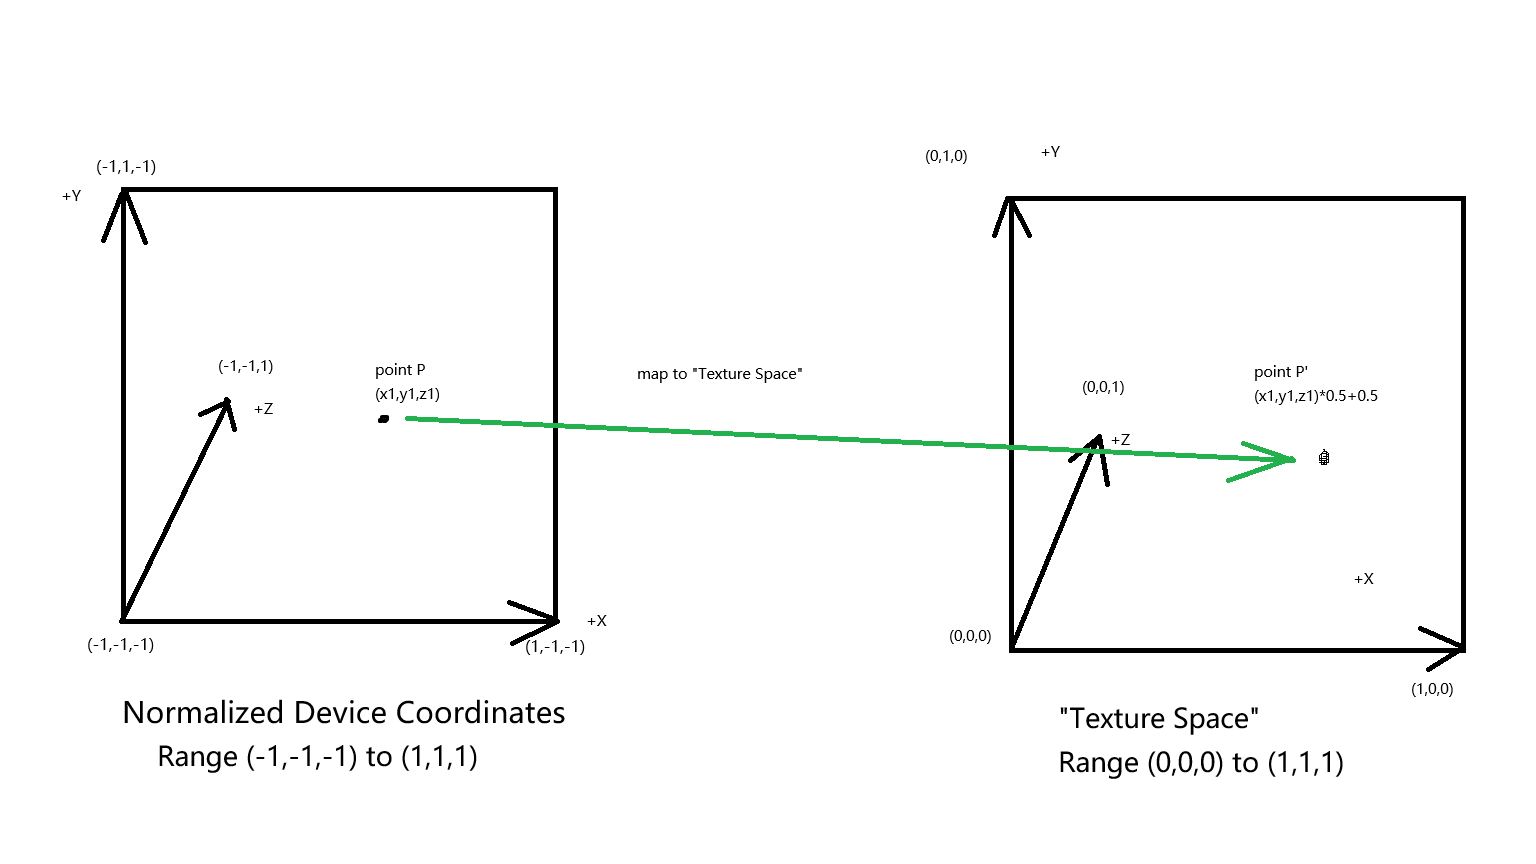 (-1,1,-1)
+Y
(-1,-1,1)
+Z
point P
(x1,y1,z1)
+X
(-1,-1,-1)
(1,-1,-1)
Normalized Device Coordinates
Range (-1,-1,-1) to (1,1,1)
map to "Texture Space"
(0,1,0)
+Y
(0,0,1)
+Z
point P'
(x1,y1,z1)*0.5+0.5
+X
(0,0,0)
(1,0,0)
"Texture Space"
Range (0,0,0) to (1,1,1)